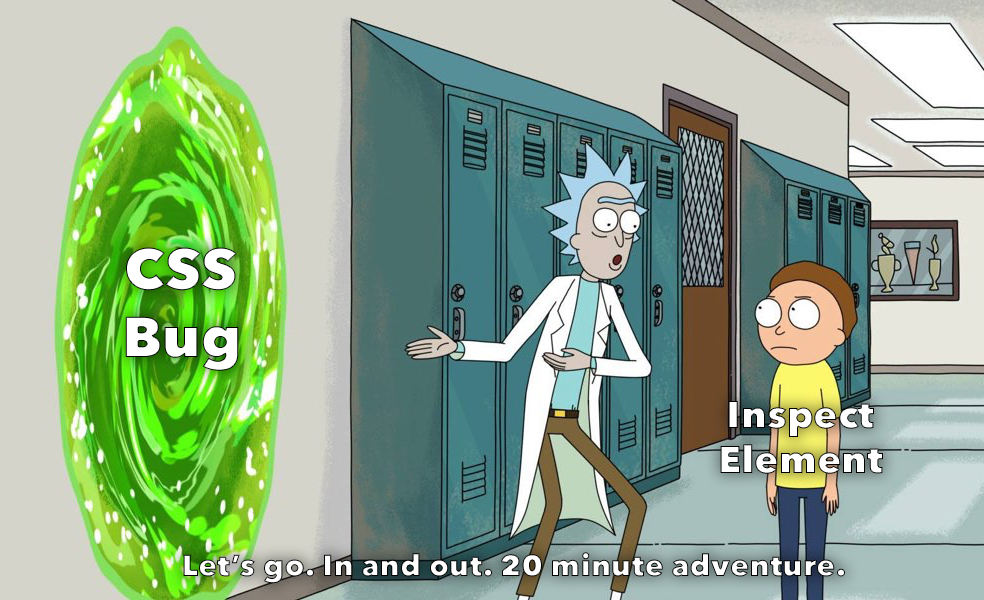 CSS
Bug
Inspect
Element
Let's go. In and out. 20 minute adventure.